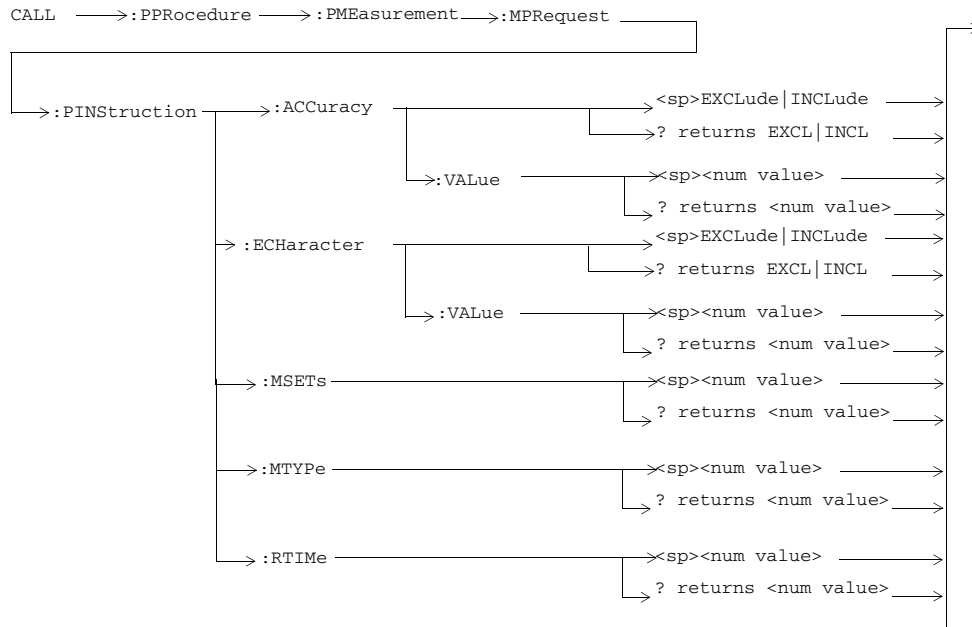 CALL :PPRocedure :PMEasurement :MPRequest
:PINStruction :ACCuracy <sp>EXCLude|INCLude
? returns EXCL|INCL
:VALue <sp><num value>
? returns <num value>
:ECHaracter <sp>EXCLude|INCLude
? returns EXCL|INCL
:VALue <sp><num value>
? returns <num value>
:MSETs <sp><num value>
? returns <num value>
:MTYPe <sp><num value>
? returns <num value>
:RTIMe <sp><num value>
? returns <num value>